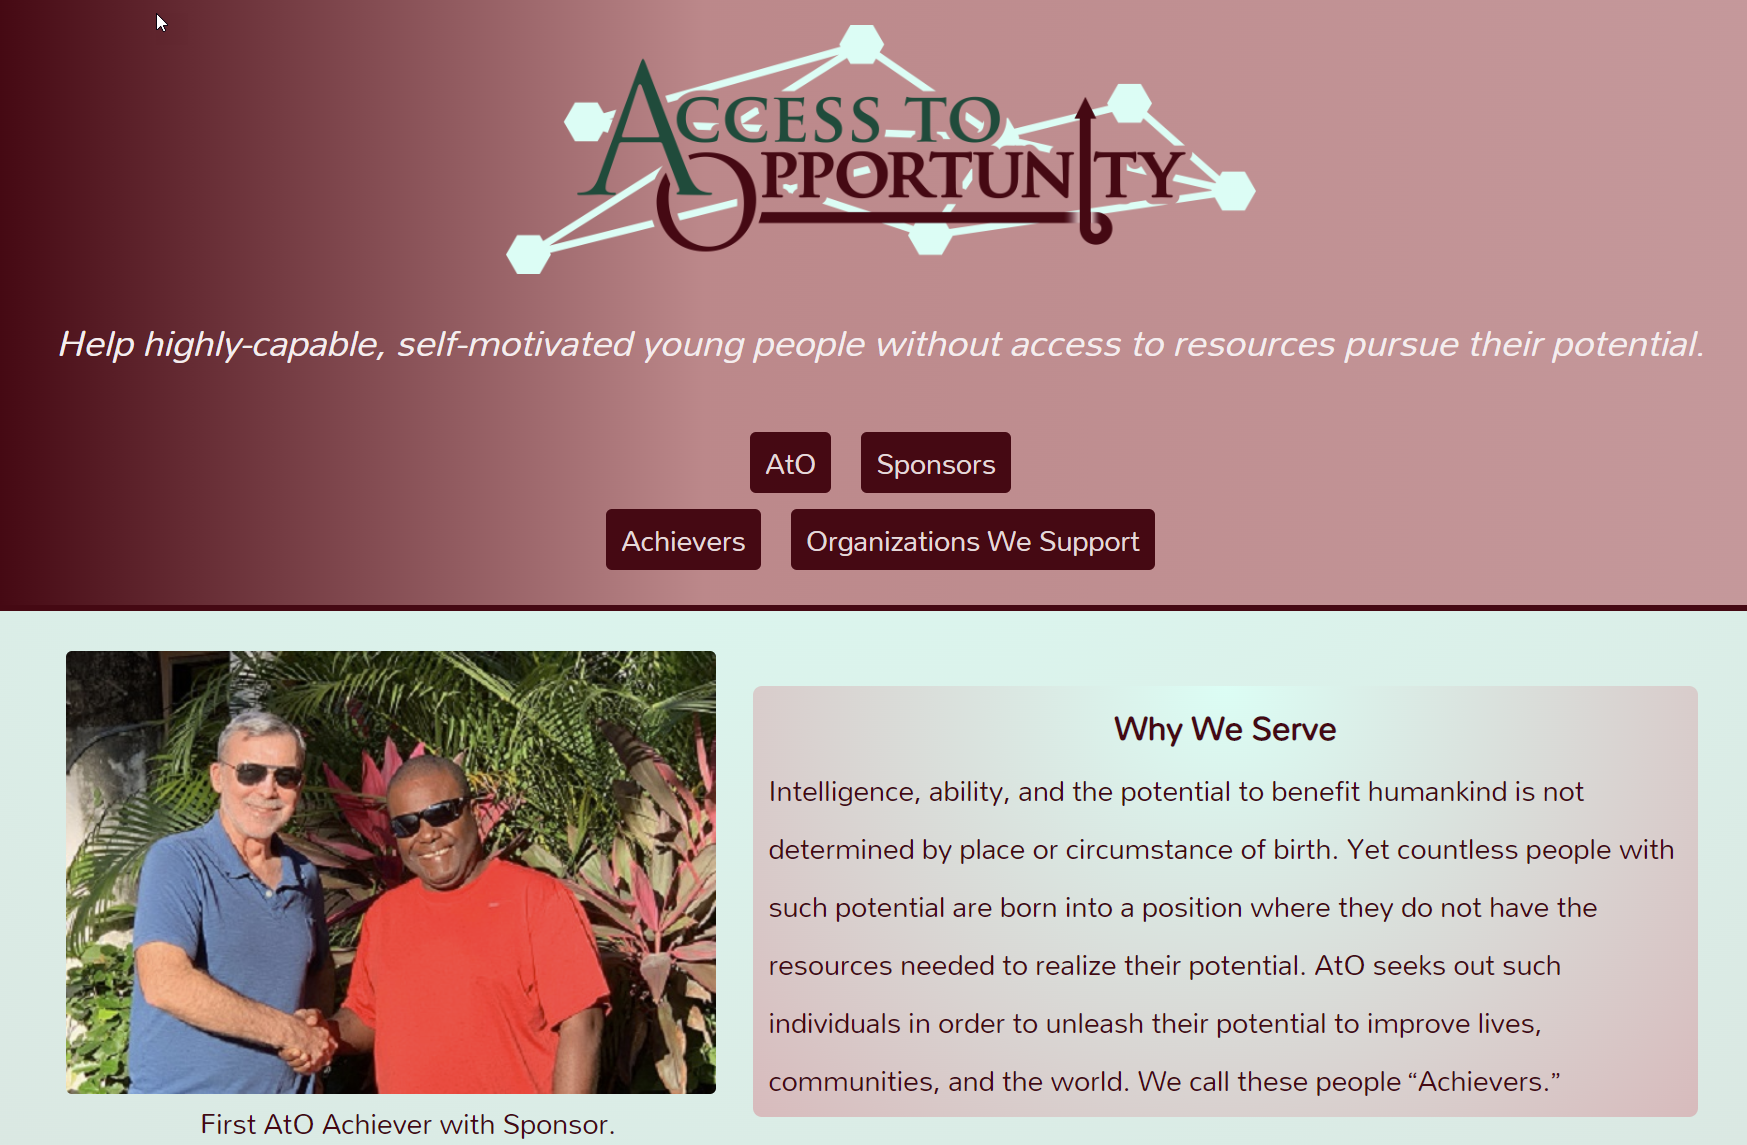 ACCESS TO
OPPORTUNITY
Help highly-capable, self-motivated young people without access to resources pursue their potential.
AtO
Sponsors
Achievers
Organizations We Support
First AtO Achiever with Sponsor.
Why We Serve
Intelligence, ability, and the potential to benefit humankind is not
determined by place or circumstance of birth. Yet countless people with
such potential are born into a position where they do not have the
resources needed to realize their potential. AtO seeks out such
individuals in order to unleash their potential to improve lives,
communities, and the world. We call these people “Achievers.”